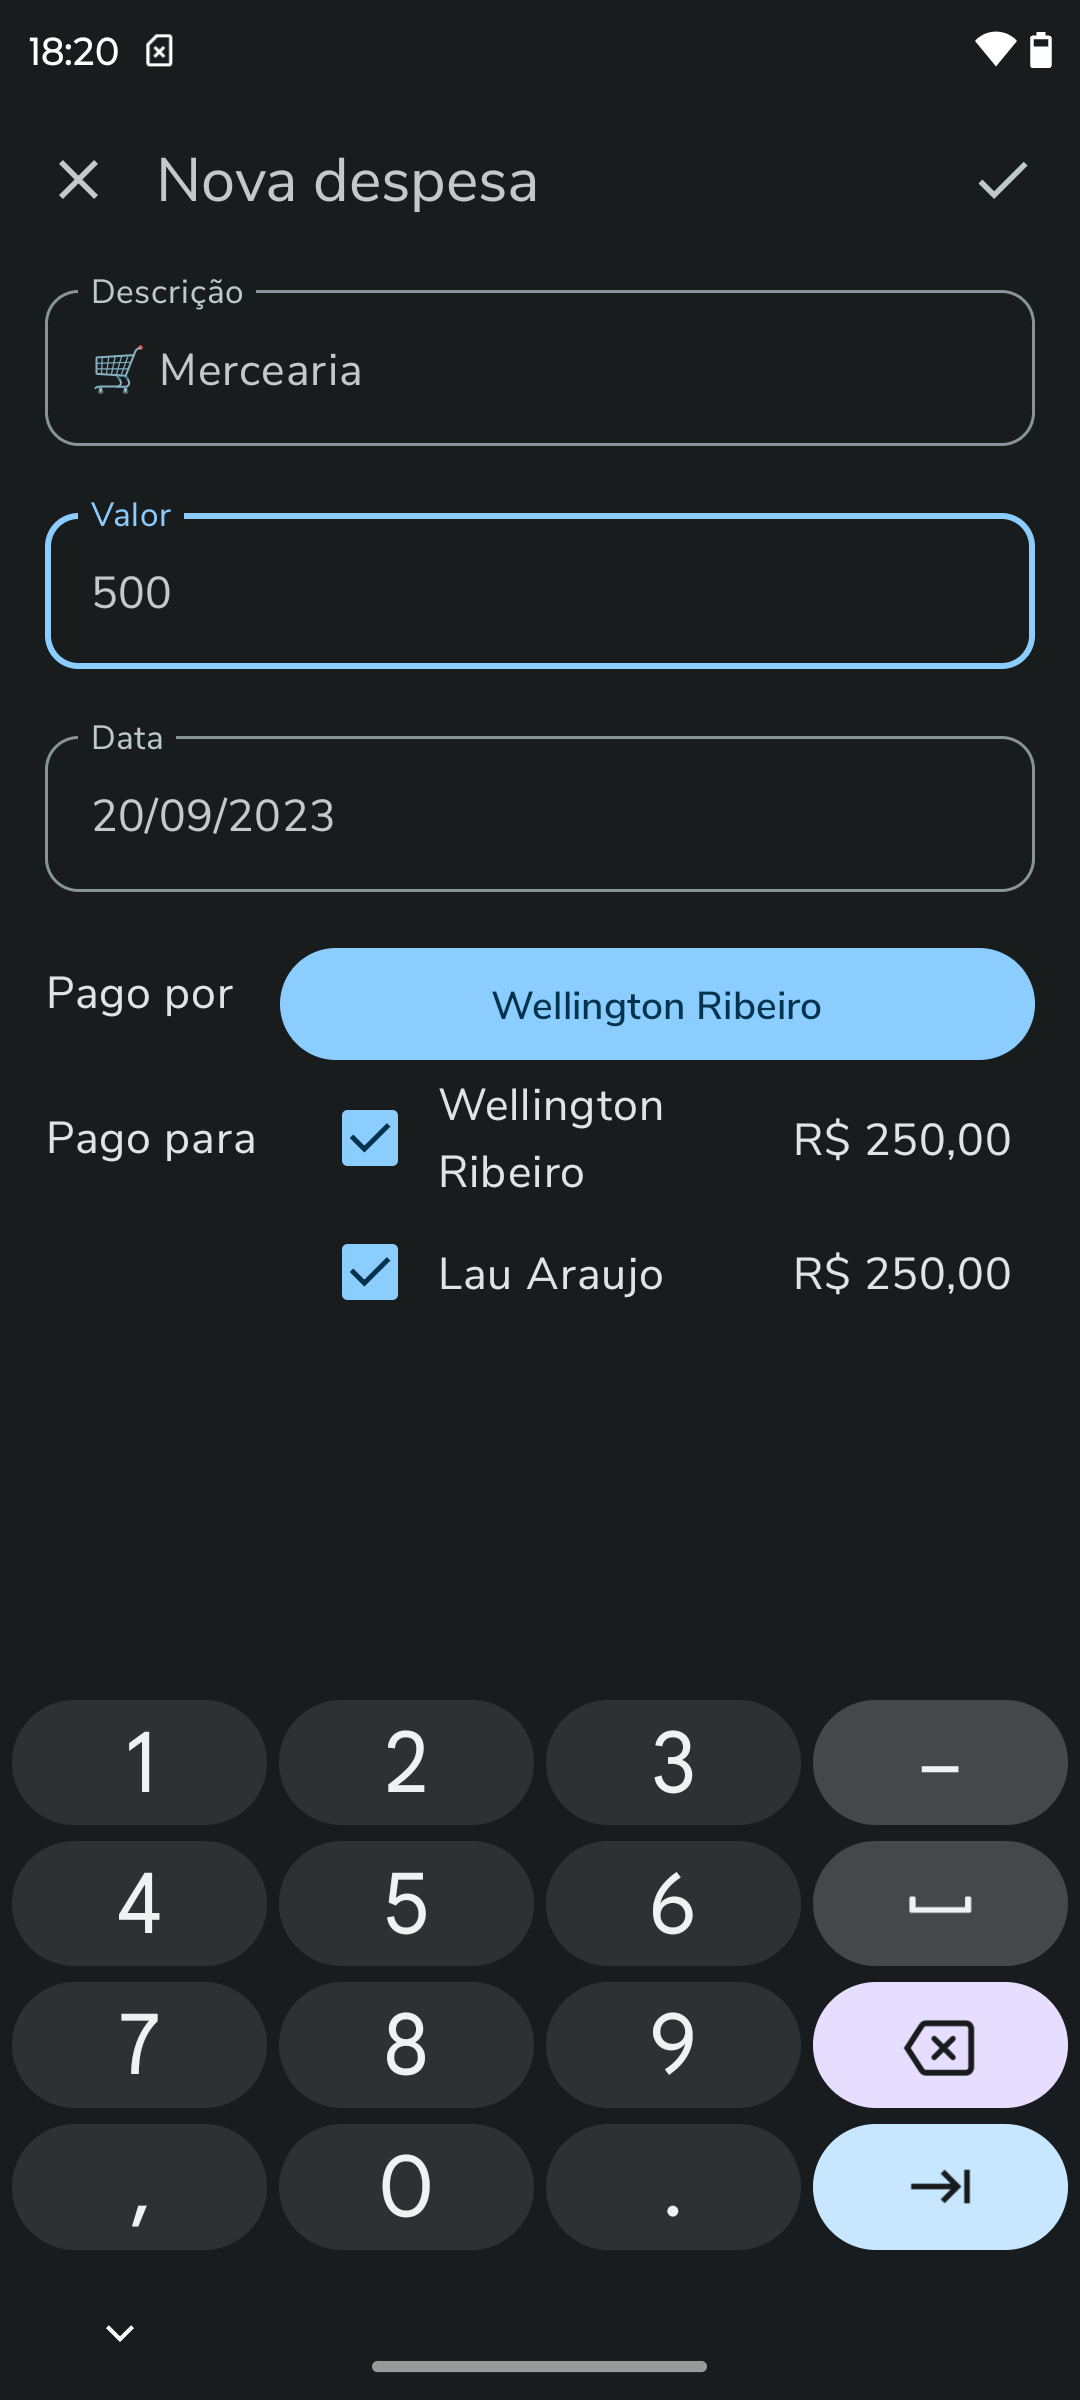 18:20
Nova despesa
Descrição
🛒 Mercearia
Valor
500
Data
20/09/2023
Pago por
Wellington Ribeiro
Pago para
Wellington
Ribeiro
R$ 250,00
Lau Araujo
R$ 250,00
1 2 3 –
4 5 6
7 8 9
, 0 .